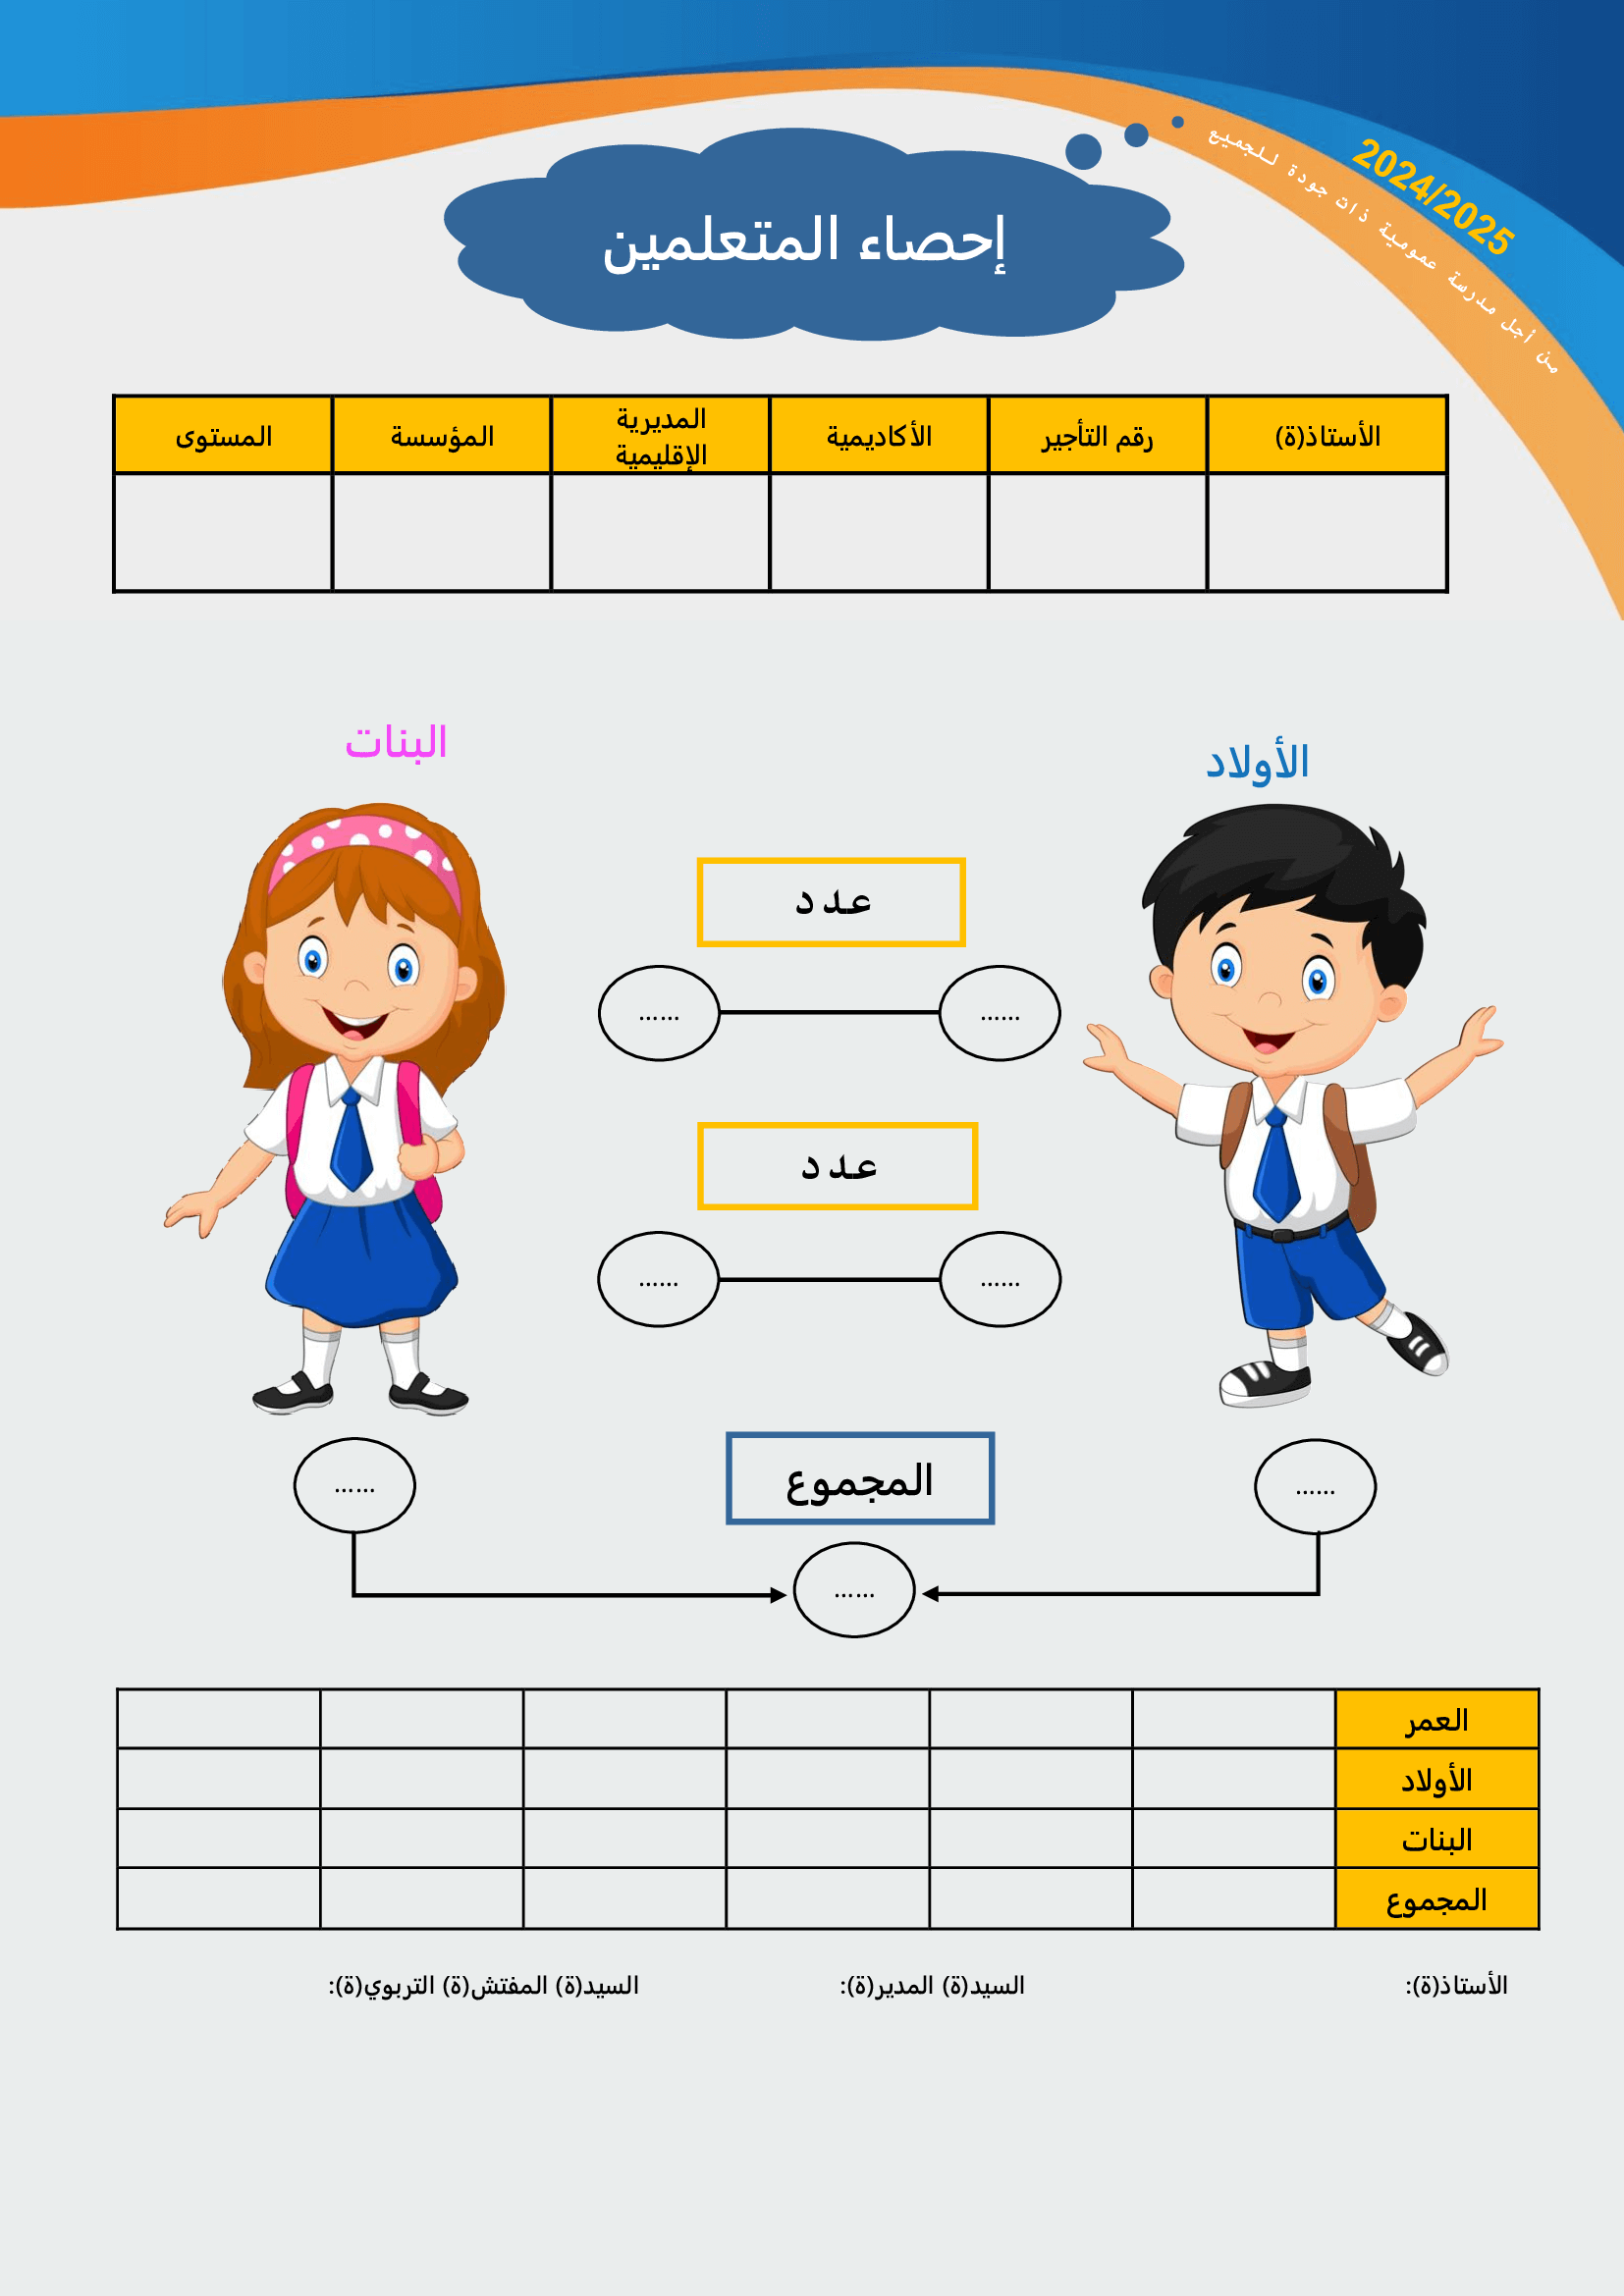 2024/2025
من أجل مدرسة عمومية ذات جودة للجميع
إحصاء المتعلمين
الأستاذ(ة)
رقم التأجير
الأكاديمية
المديرية
الإقليمية
المؤسسة
المستوى
الأولاد
البنات
عدد
......
......
عدد
......
......
المجموع
......
......
......
العمر
الأولاد
البنات
المجموع
الأستاذ(ة):
السيد(ة) المدير(ة):
السيد(ة) المفتش(ة) التربوي(ة):